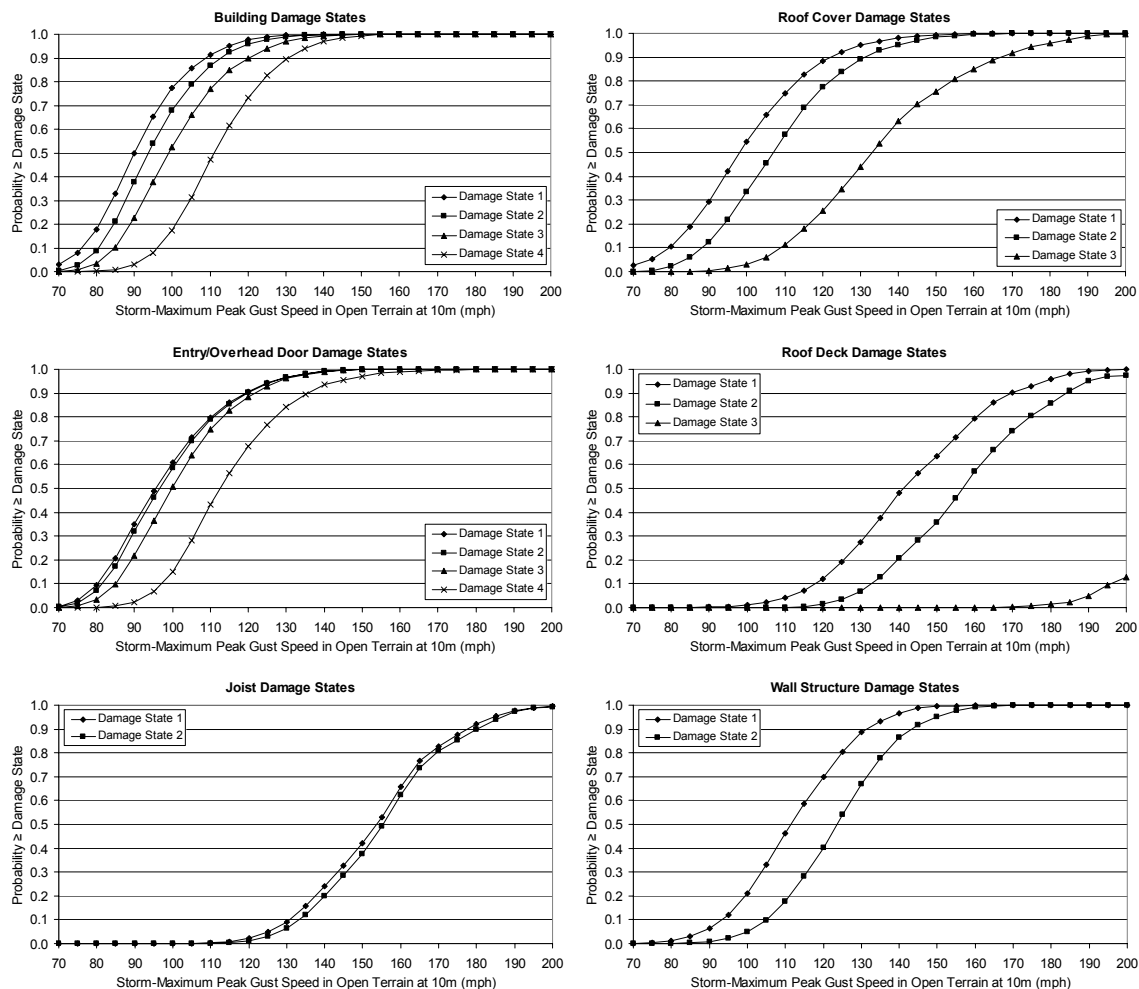 Building Damage States
Probability ≥ Damage State
1.0
0.9
0.8
0.7
0.6
0.5
0.4
0.3
0.2
0.1
0.0
Damage State 1
Damage State 2
Damage State 3
Damage State 4
70 80 90 100 110 120 130 140 150 160 170 180 190 200
Storm-Maximum Peak Gust Speed in Open Terrain at 10m (mph)
Roof Cover Damage States
Probability ≥ Damage State
1.0
0.9
0.8
0.7
0.6
0.5
0.4
0.3
0.2
0.1
0.0
Damage State 1
Damage State 2
Damage State 3
70 80 90 100 110 120 130 140 150 160 170 180 190 200
Storm-Maximum Peak Gust Speed in Open Terrain at 10m (mph)
Entry/Overhead Door Damage States
Probability ≥ Damage State
1.0
0.9
0.8
0.7
0.6
0.5
0.4
0.3
0.2
0.1
0.0
Damage State 1
Damage State 2
Damage State 3
Damage State 4
70 80 90 100 110 120 130 140 150 160 170 180 190 200
Storm-Maximum Peak Gust Speed in Open Terrain at 10m (mph)
Roof Deck Damage States
Probability ≥ Damage State
1.0
0.9
0.8
0.7
0.6
0.5
0.4
0.3
0.2
0.1
0.0
Damage State 1
Damage State 2
Damage State 3
70 80 90 100 110 120 130 140 150 160 170 180 190 200
Storm-Maximum Peak Gust Speed in Open Terrain at 10m (mph)
Joist Damage States
Probability ≥ Damage State
1.0
0.9
0.8
0.7
0.6
0.5
0.4
0.3
0.2
0.1
0.0
Damage State 1
Damage State 2
70 80 90 100 110 120 130 140 150 160 170 180 190 200
Storm-Maximum Peak Gust Speed in Open Terrain at 10m (mph)
Wall Structure Damage States
Probability ≥ Damage State
1.0
0.9
0.8
0.7
0.6
0.5
0.4
0.3
0.2
0.1
0.0
Damage State 1
Damage State 2
70 80 90 100 110 120 130 140 150 160 170 180 190 200
Storm-Maximum Peak Gust Speed in Open Terrain at 10m (mph)